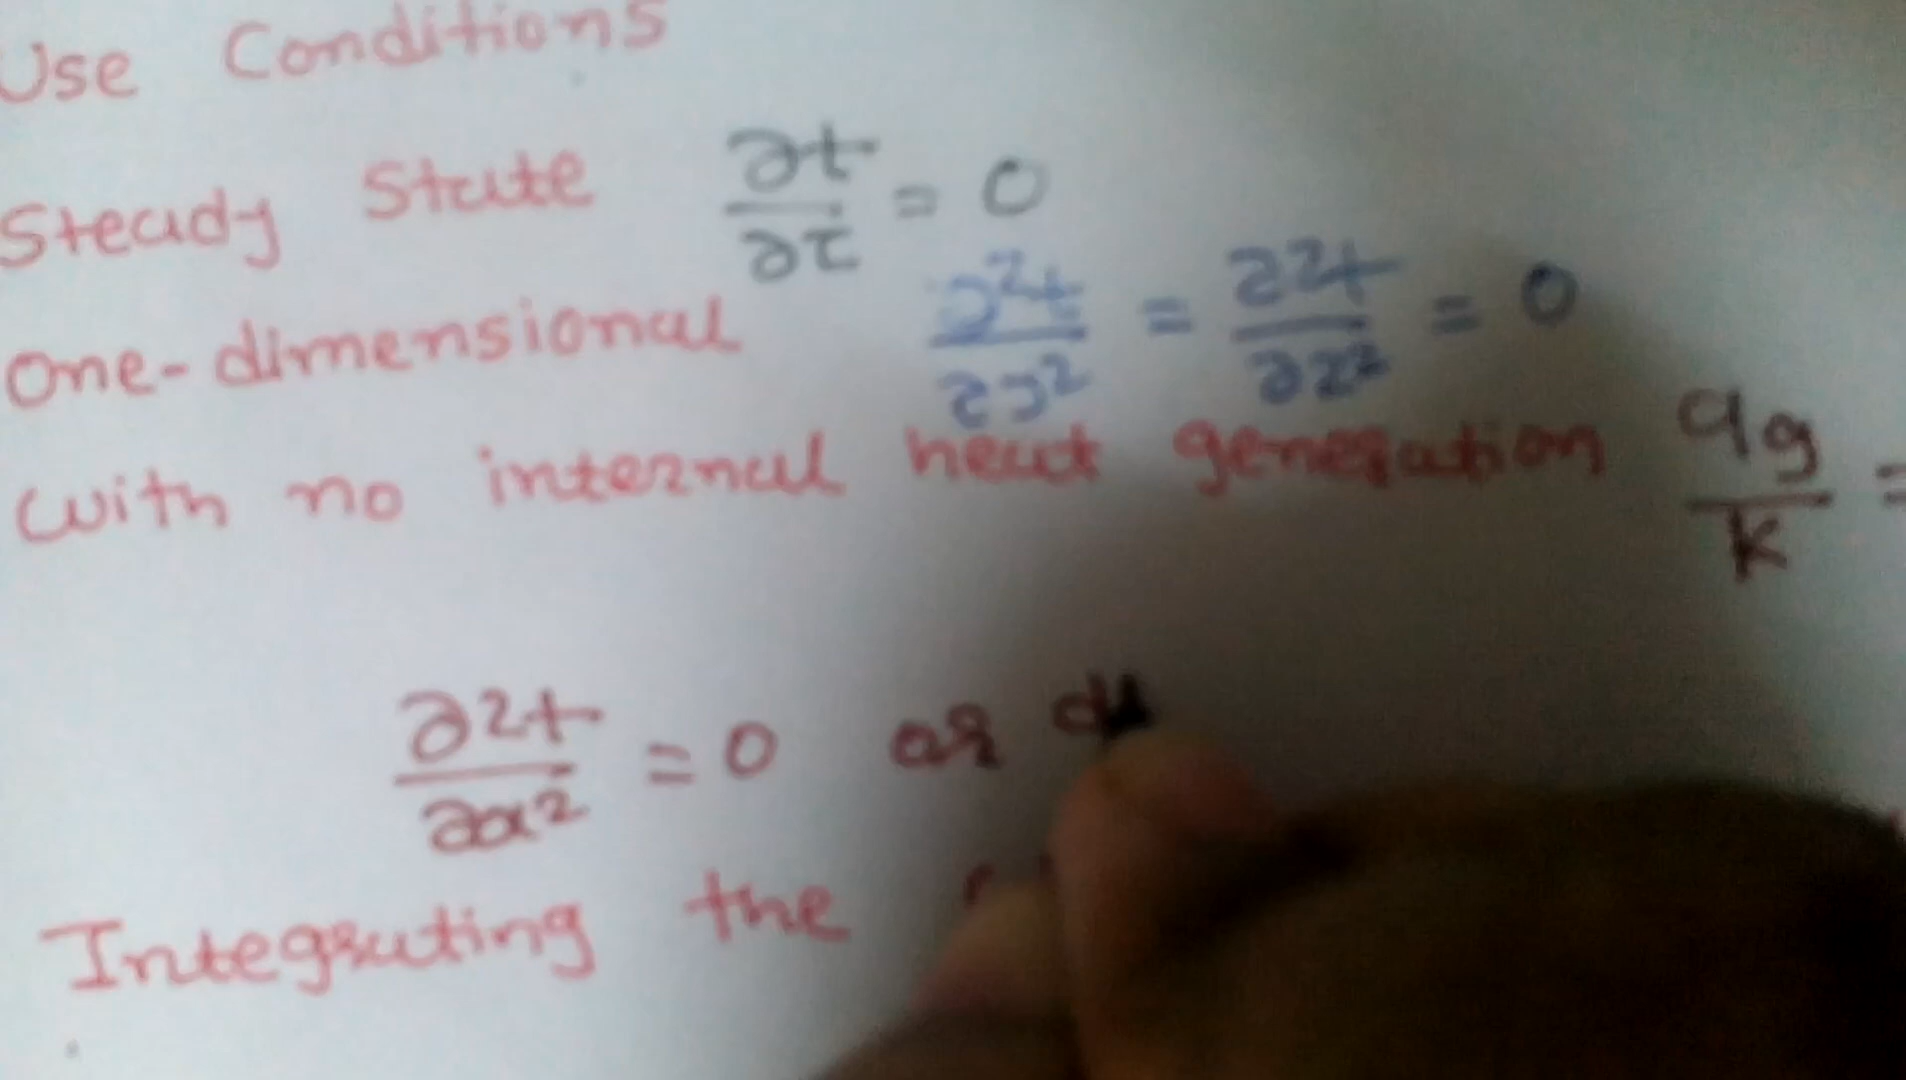 Use Conditions
Steady State ∂t/∂τ = 0
One-dimensional ∂²t/∂y² = ∂²t/∂z² = 0
With no internal heat generation qg/k =
∂²t/∂x² = 0 or d
Integrating the